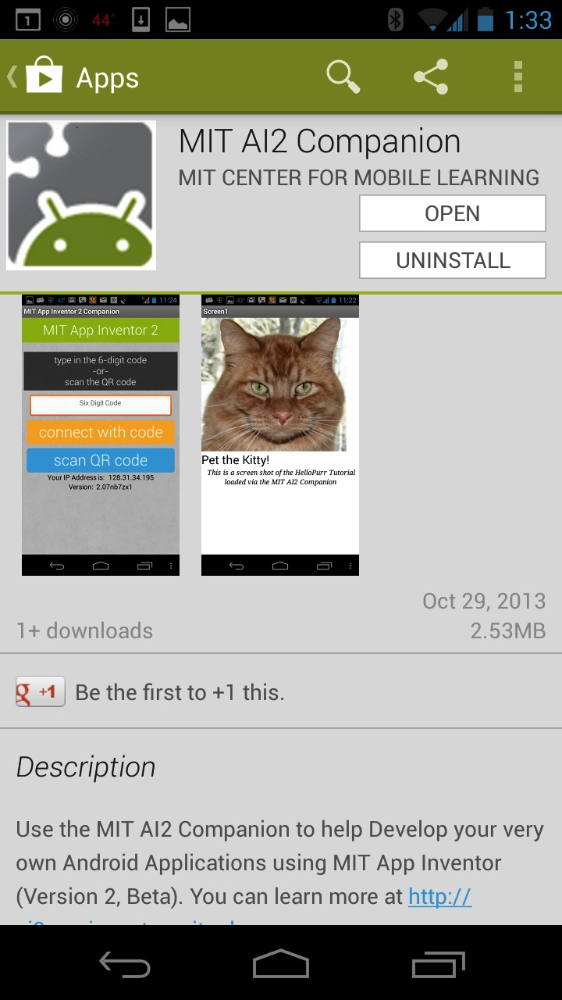 1 44° 1:33
Apps
MIT AI2 Companion
MIT CENTER FOR MOBILE LEARNING
OPEN
UNINSTALL
43° 11:24
MIT App Inventor 2 Companion
MIT App Inventor 2
type in the 6-digit code
-or-
scan the QR code
Six Digit Code
connect with code
scan QR code
Your IP Address is: 128.31.34.195
Version: 2.07nb7zx1
43° 11:22
Screen1
Pet the Kitty!
This is a screen shot of the HelloPurr Tutorial
loaded via the MIT AI2 Companion
Oct 29, 2013
1+ downloads
2.53MB
g +1 Be the first to +1 this.
Description
Use the MIT AI2 Companion to help Develop your very
own Android Applications using MIT App Inventor
(Version 2, Beta). You can learn more at http://